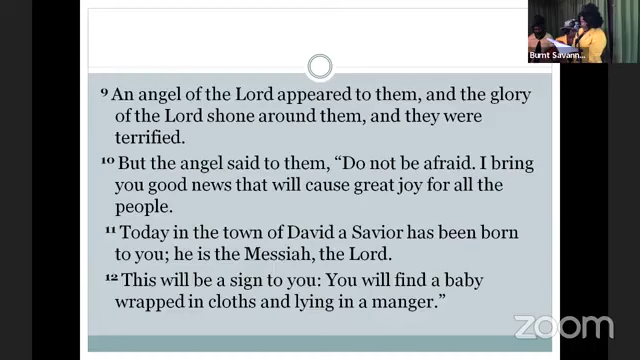 Burnt Savann...
9 An angel of the Lord appeared to them, and the glory
of the Lord shone around them, and they were
terrified.
10 But the angel said to them, “Do not be afraid. I bring
you good news that will cause great joy for all the
people.
11 Today in the town of David a Savior has been born
to you; he is the Messiah, the Lord.
12 This will be a sign to you: You will find a baby
wrapped in cloths and lying in a manger.”
zoom